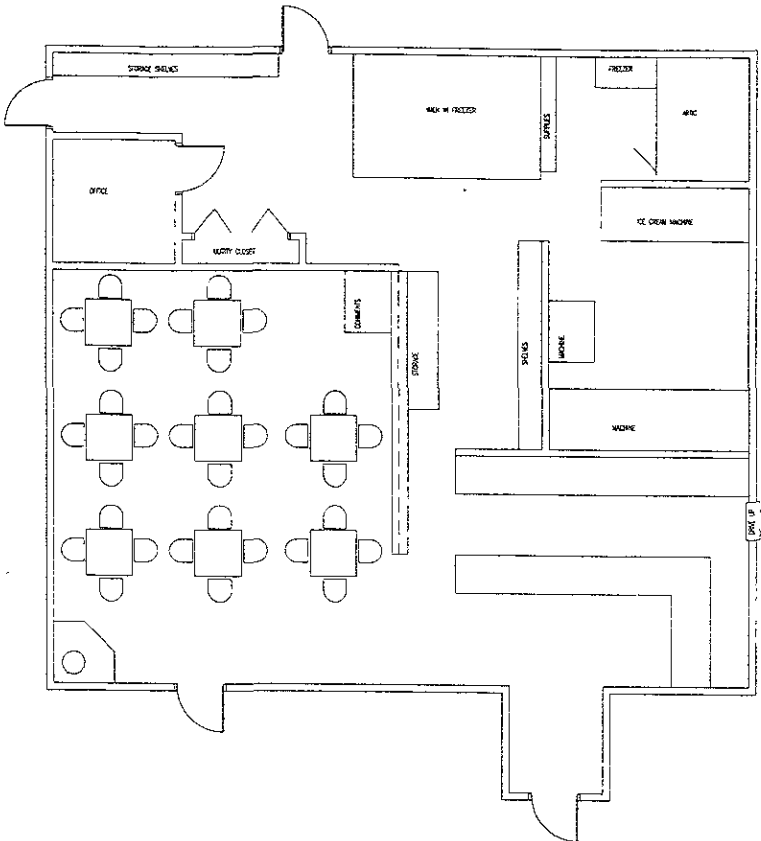 STORAGE SHELVES
FREEZER
WALK IN FREEZER
SUPPLIES
ARTIC
OFFICE
ICE CREAM MACHINE
UTILITY CLOSET
CONMENTS
STORAGE
SHELVES
MACHINE
MACHINE
DRIVE UP